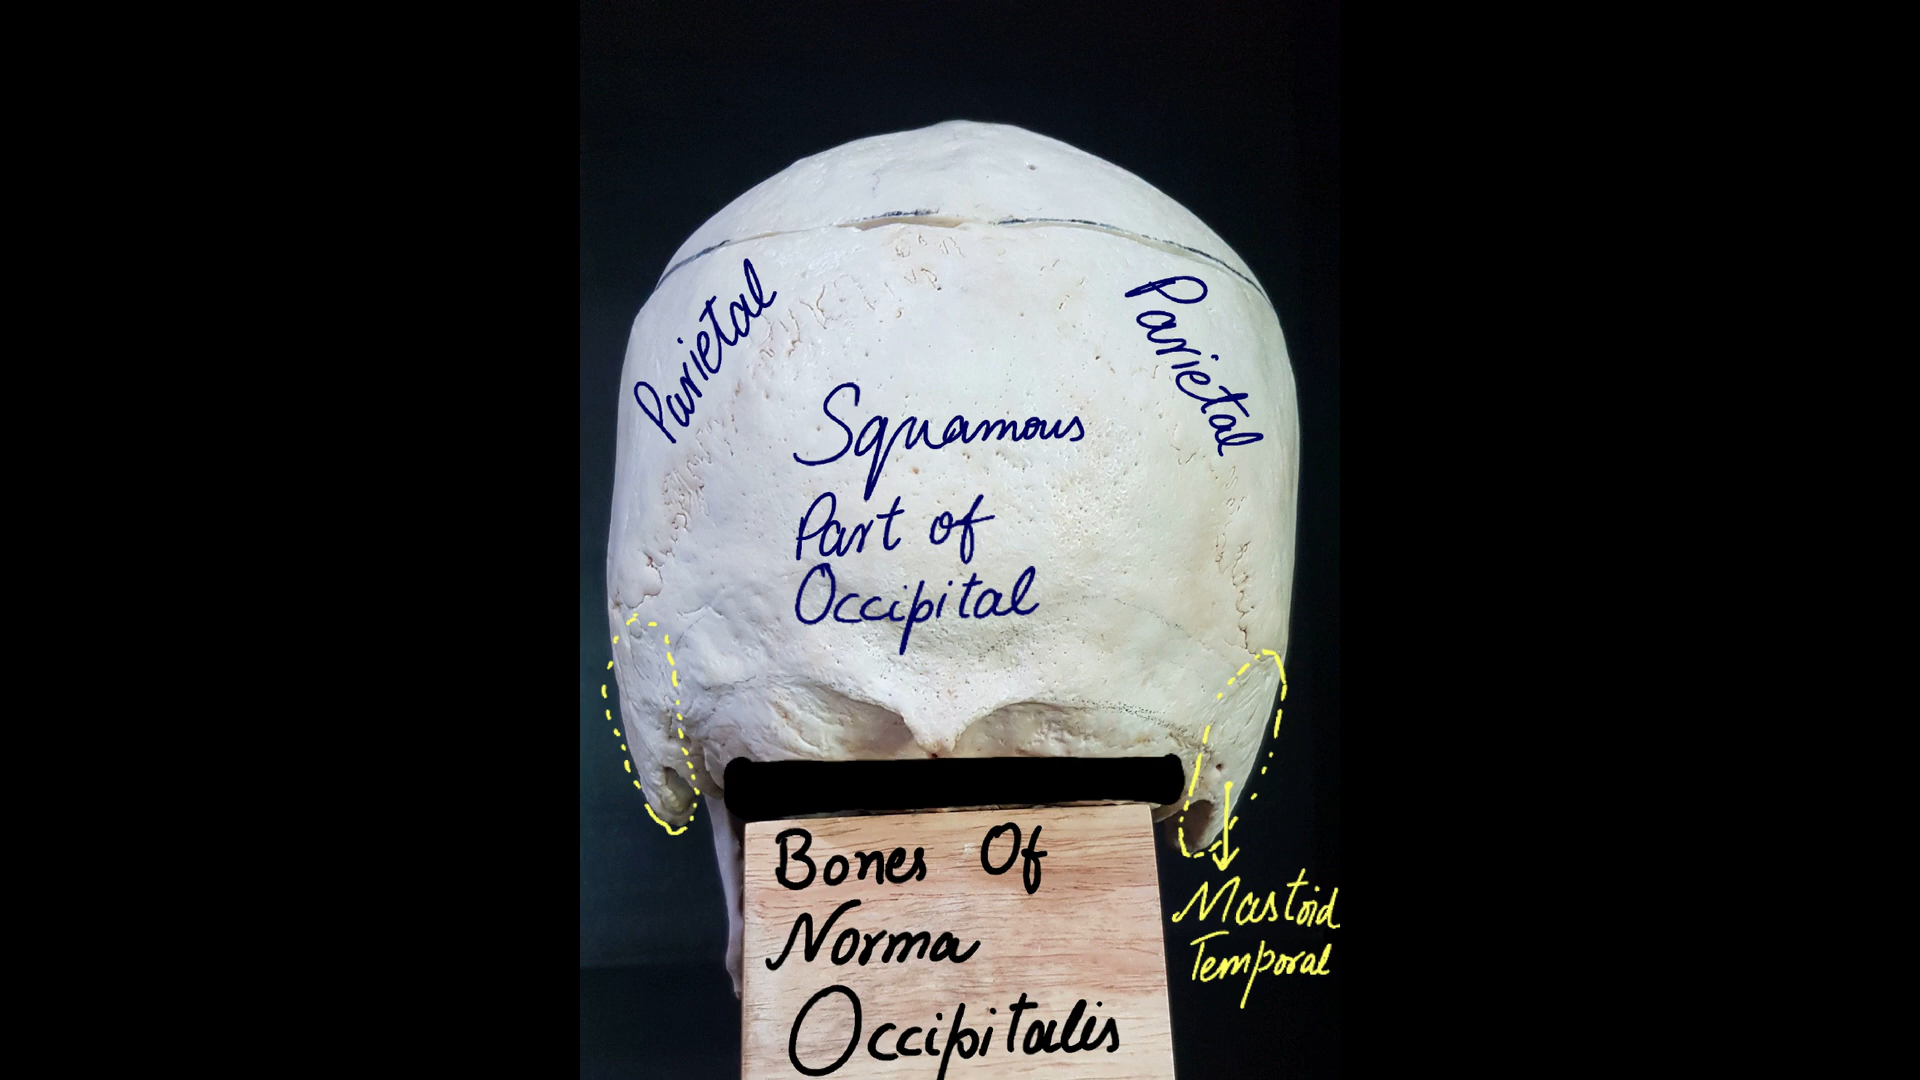 Parietal
Parietal
Squamous
Part of
Occipital
Bones Of
Norma
Occipitalis
Mastoid
Temporal